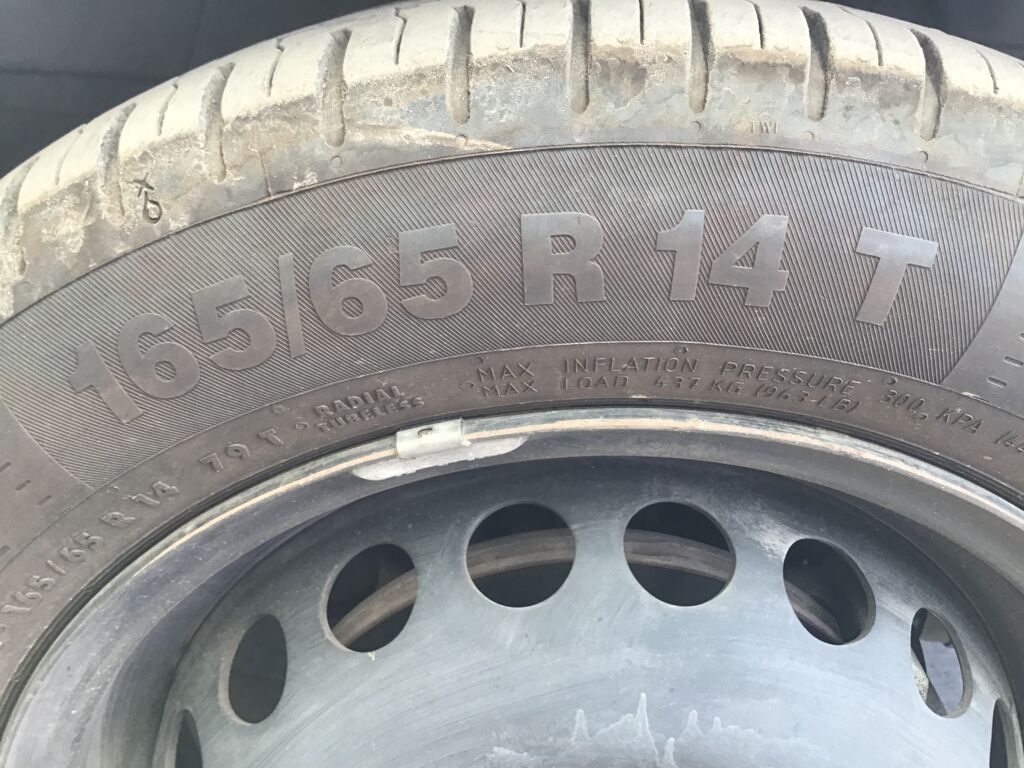 TWI
165/65 R 14 T
MAX INFLATION PRESSURE 300 KPA
MAX LOAD 437 KG (963 LB)
RADIAL
TUBELESS
165/65 R 14 79 T